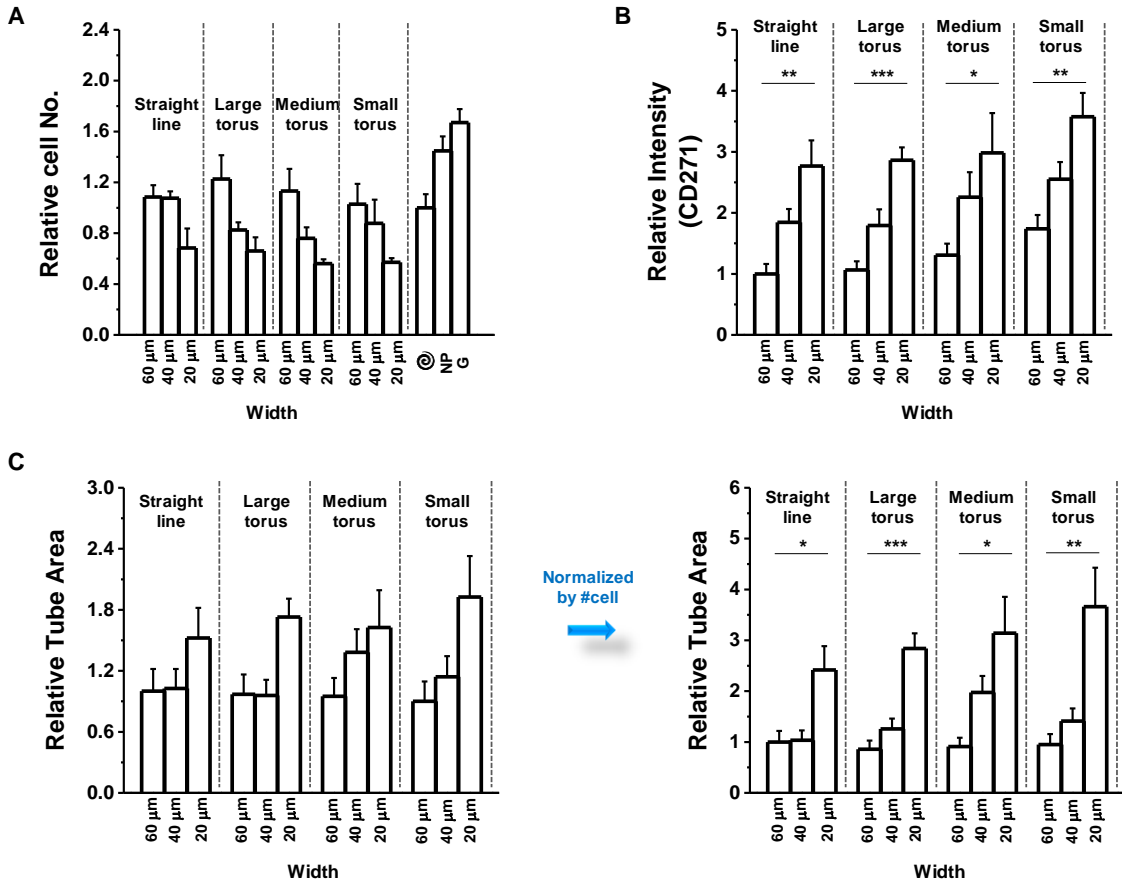 A
Relative cell No.
2.4
2.0
1.6
1.2
0.8
0.4
0.0
Straight
line
Large
torus
Medium
torus
Small
torus
60 μm
40 μm
20 μm
60 μm
40 μm
20 μm
60 μm
40 μm
20 μm
60 μm
40 μm
20 μm
NP
G
Width
B
Relative Intensity
(CD271)
5
4
3
2
1
0
Straight
line
**
Large
torus
***
Medium
torus
*
Small
torus
**
60 μm
40 μm
20 μm
60 μm
40 μm
20 μm
60 μm
40 μm
20 μm
60 μm
40 μm
20 μm
Width
C
Relative Tube Area
3.0
2.4
1.8
1.2
0.6
0.0
Straight
line
Large
torus
Medium
torus
Small
torus
60 μm
40 μm
20 μm
60 μm
40 μm
20 μm
60 μm
40 μm
20 μm
60 μm
40 μm
20 μm
Width
Normalized
by #cell
Relative Tube Area
6
5
4
3
2
1
0
Straight
line
*
Large
torus
***
Medium
torus
*
Small
torus
**
60 μm
40 μm
20 μm
60 μm
40 μm
20 μm
60 μm
40 μm
20 μm
60 μm
40 μm
20 μm
Width